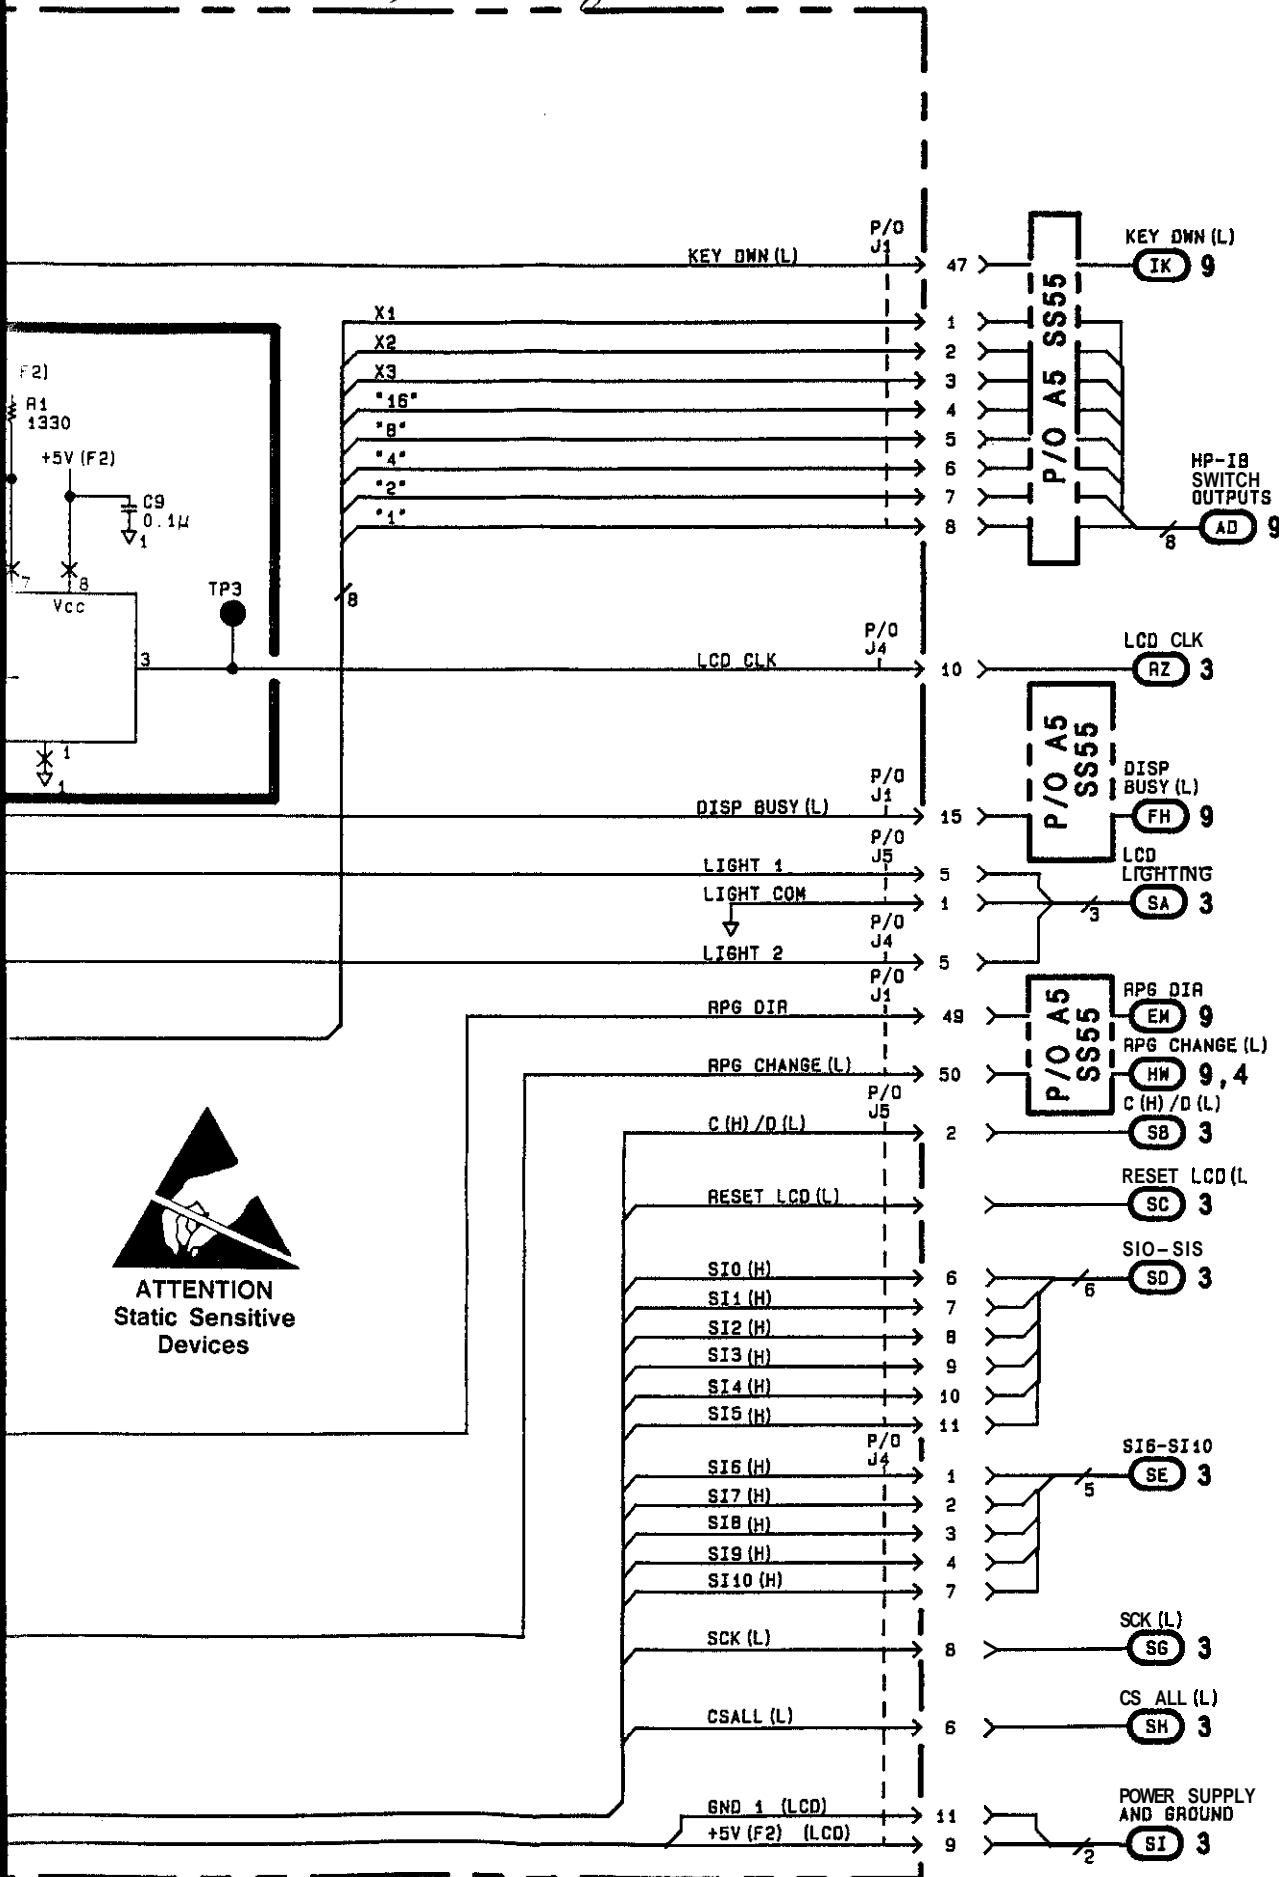 P/O
J1
KEY DWN (L)
47
KEY DWN (L)
IK 9
X1
1
X2
2
X3
3
"16"
4
"8"
5
"4"
6
"2"
7
"1"
8
P/O A5 SS55
HP-IB
SWITCH
OUTPUTS
AD 9
8
F2)
R1
1330
+5V (F2)
C9
0.1µ
1
7
8
Vcc
TP3
8
3
1
1
P/O
J4
LCD CLK
10
LCD CLK
RZ 3
P/O A5
SS55
P/O
J1
DISP BUSY (L)
15
DISP
BUSY (L)
FH 9
P/O
J5
LIGHT 1
5
LIGHT COM
1
LCD
LIGHTING
SA 3
3
P/O
J4
LIGHT 2
5
P/O
J1
RPG DIR
49
P/O A5
SS55
RPG DIR
EM 9
RPG CHANGE (L)
50
RPG CHANGE (L)
HW 9,4
P/O
J5
C (H) /D (L)
2
C (H) /D (L)
SB 3
RESET LCD (L)
RESET LCD (L
SC 3
ATTENTION
Static Sensitive
Devices
SI0 (H)
6
SI1 (H)
7
SI2 (H)
8
SI3 (H)
9
SI4 (H)
10
SI5 (H)
11
SIO-SIS
SD 3
6
P/O
J4
SI6 (H)
1
SI7 (H)
2
SI8 (H)
3
SI9 (H)
4
SI10 (H)
7
SI6-SI10
SE 3
5
SCK (L)
8
SCK (L)
SG 3
CSALL (L)
6
CS ALL (L)
SH 3
GND 1 (LCD)
11
+5V (F2) (LCD)
9
POWER SUPPLY
AND GROUND
SI 3
2